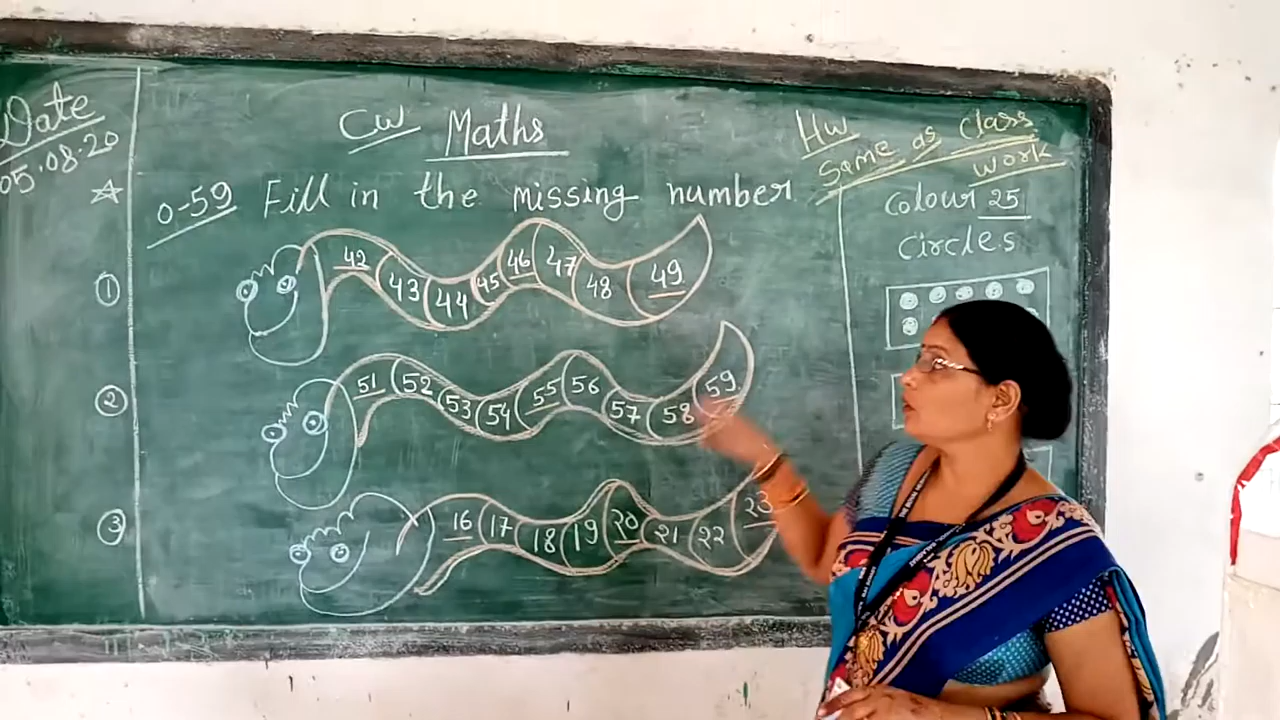 Date
05.08.20
CW Maths
0-59 Fill in the missing number
① 42 43 44 45 46 47 48 49
② 51 52 53 54 55 56 57 58 59
③ 16 17 18 19 20 21 22 23
HW
Same as class
work
Colour 25
Circles